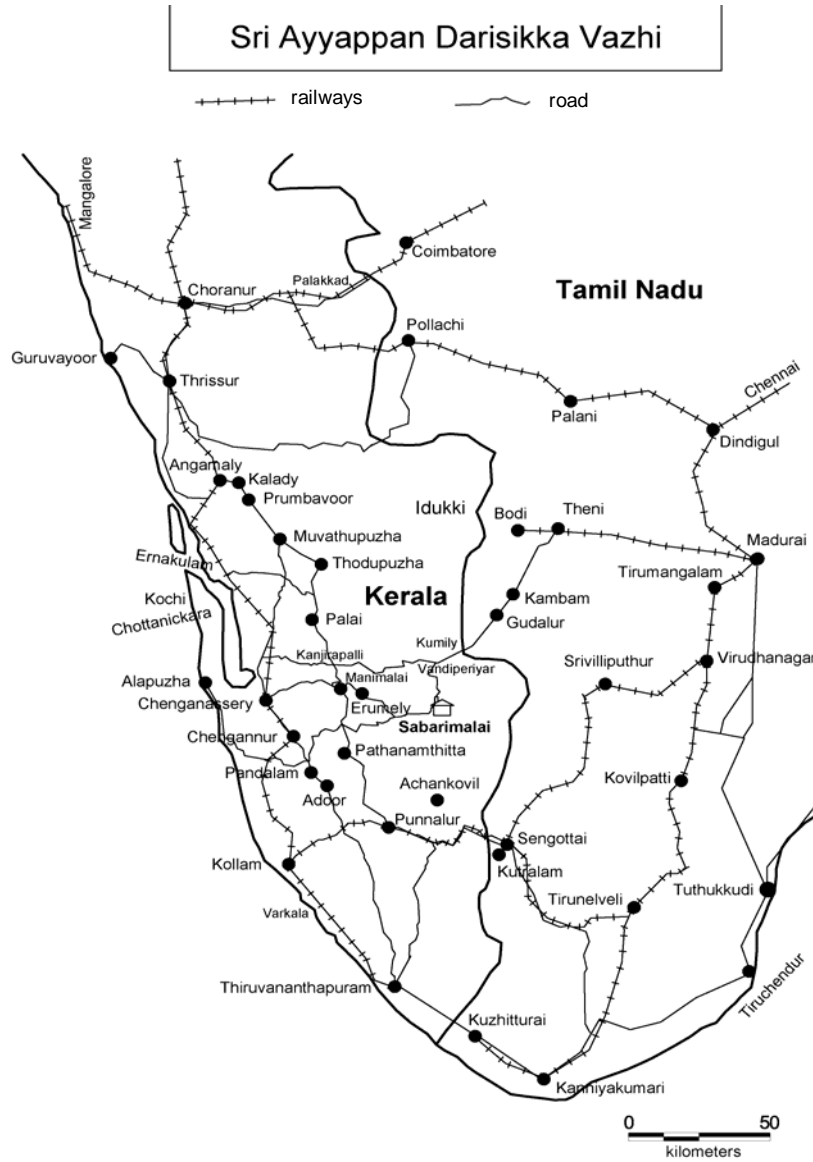 Sri Ayyappan Darisikka Vazhi
railways
road
Mangalore
Coimbatore
Palakkad
Choranur
Tamil Nadu
Pollachi
Guruvayoor
Thrissur
Chennai
Palani
Dindigul
Angamaly
Kalady
Prumbavoor
Idukki
Bodi
Theni
Muvathupuzha
Madurai
Ernakulam
Thodupuzha
Tirumangalam
Kochi
Kerala
Kambam
Chottanickara
Palai
Gudalur
Kumily
Kanjirapalli
Vandiperiyar
Srivilliputhur
Virudhanagar
Manimalai
Alapuzha
Chenganassery
Erumely
Sabarimalai
Chengannur
Pathanamthitta
Pandalam
Achankovil
Kovilpatti
Adoor
Punnalur
Sengottai
Kollam
Kutralam
Tirunelveli
Tuthukkudi
Varkala
Thiruvananthapuram
Tiruchendur
Kuzhitturai
Kanniyakumari
0 50
kilometers